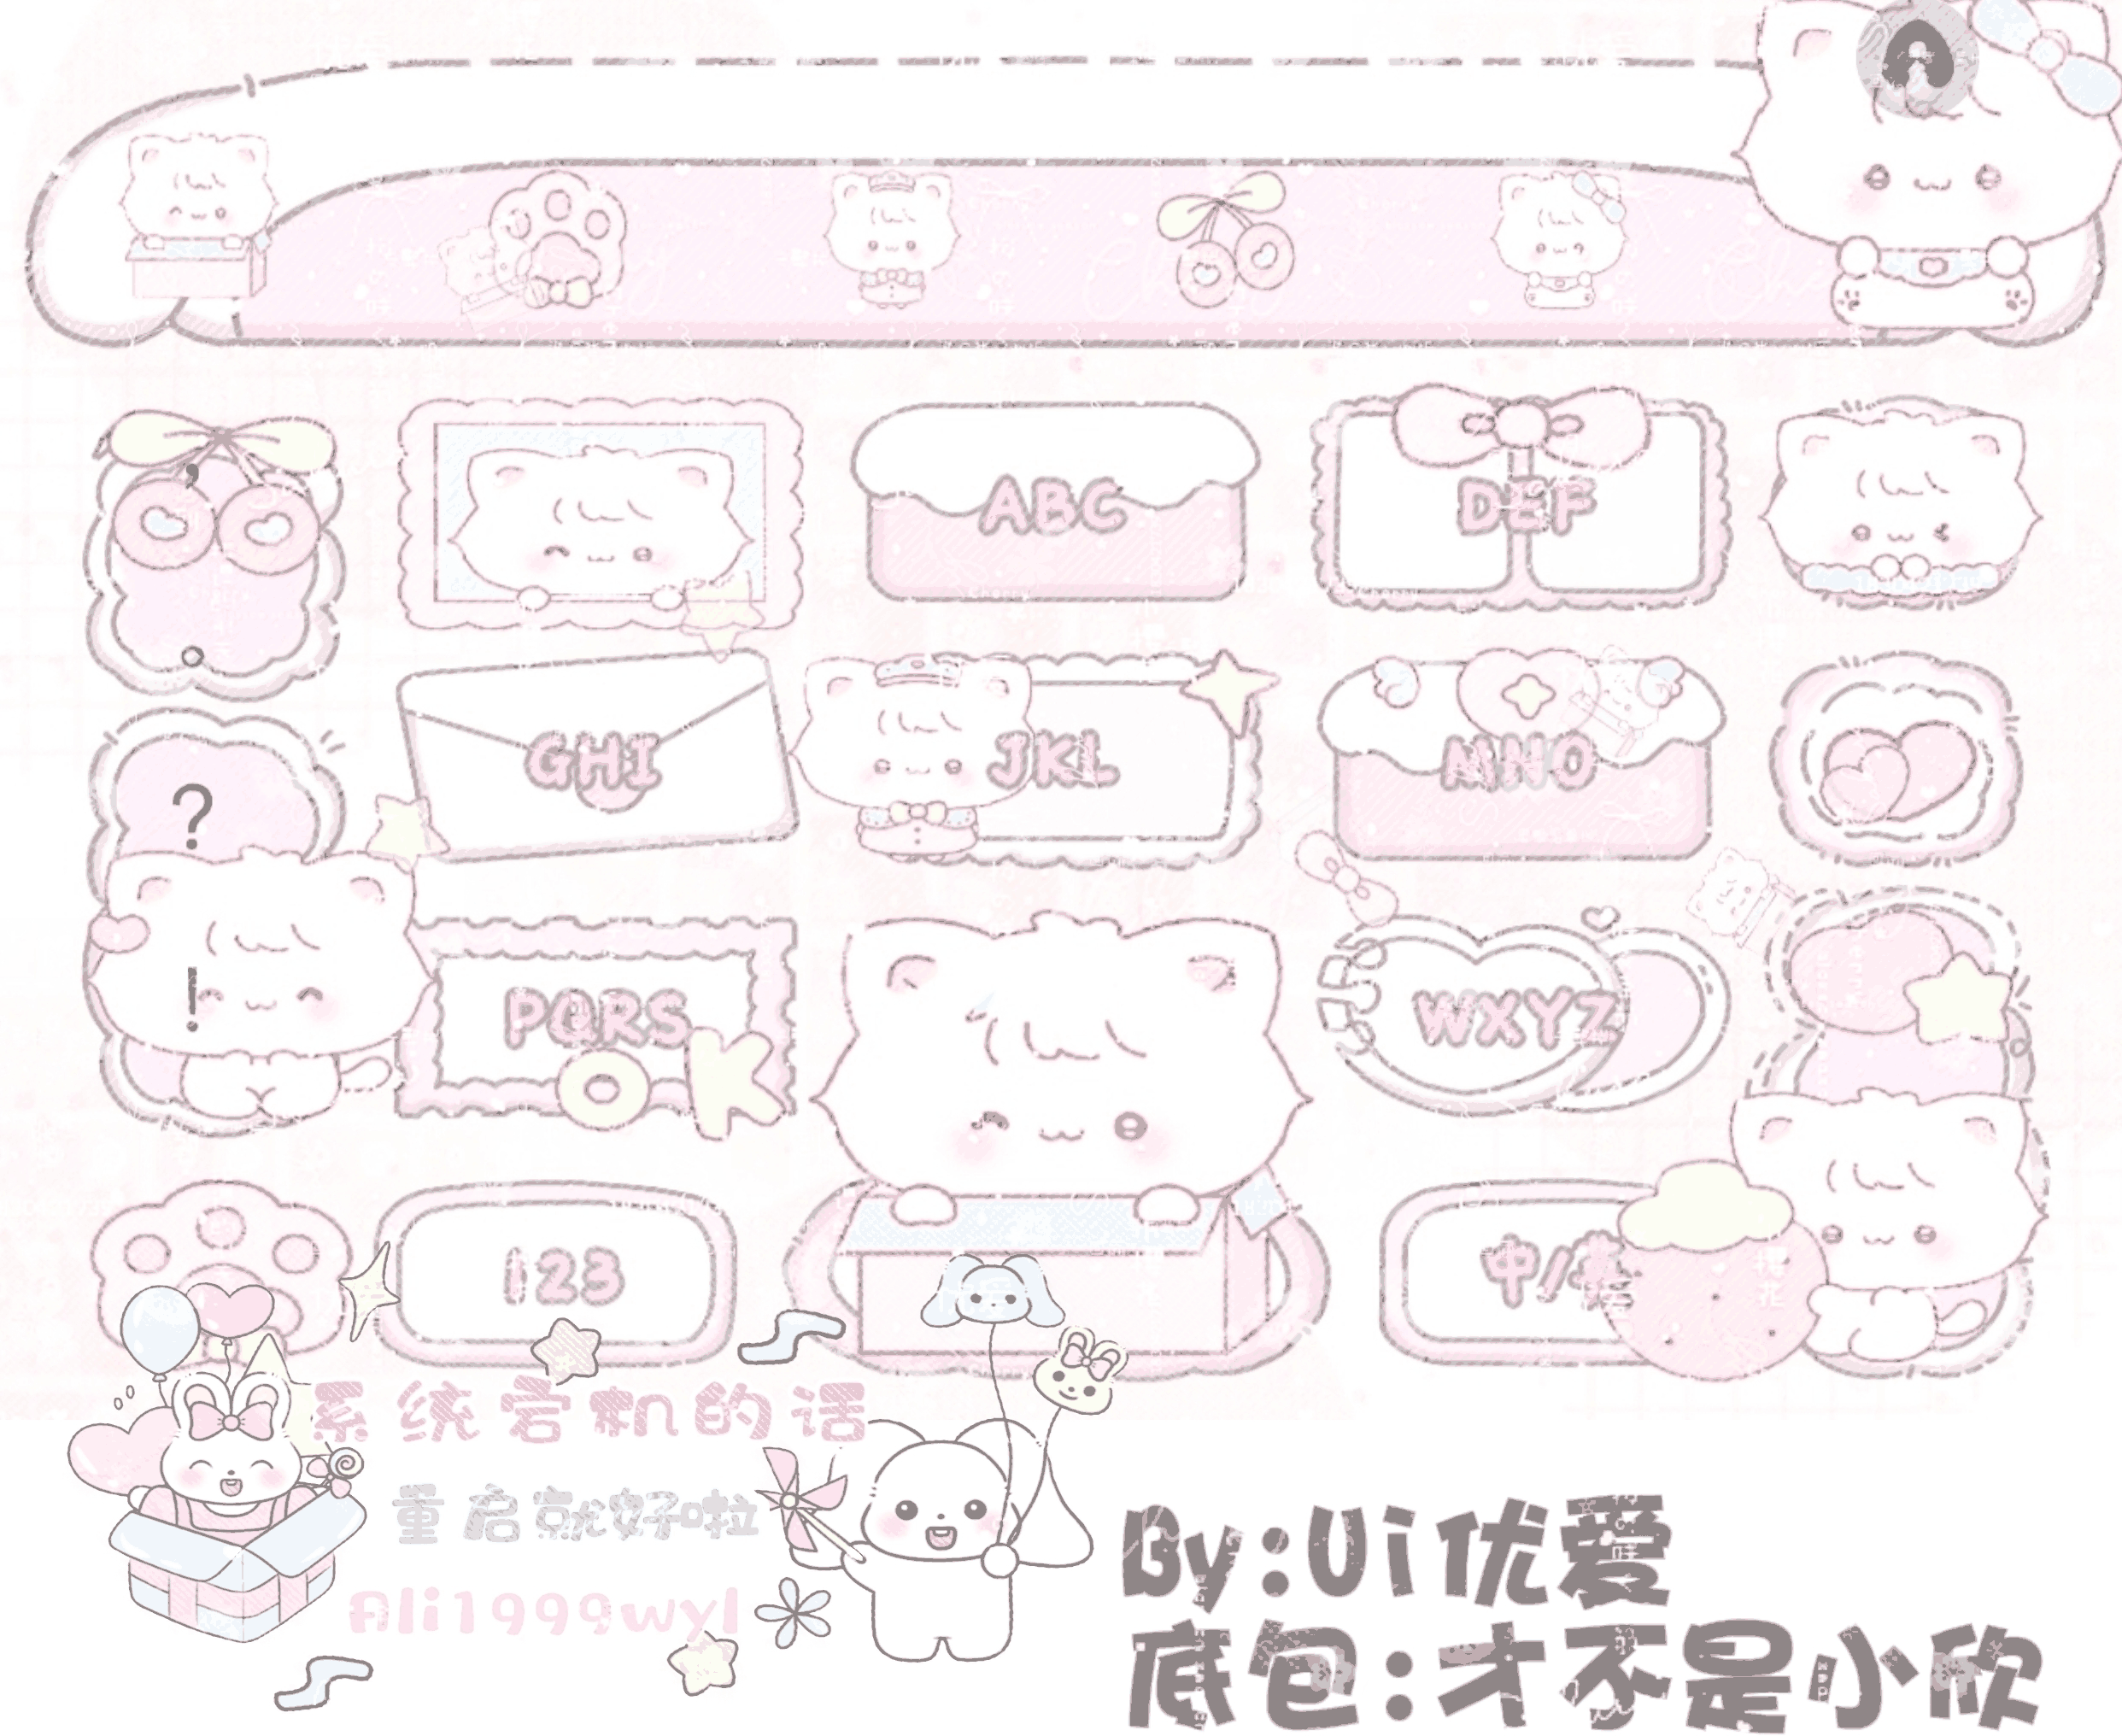 ，
ABC
DEF
。
?
GHI
JKL
MNO
!
PQRS
OK
WXYZ
123
中/英
系统宕机的话
重启就好啦
Ali1999wyl
By:Ui优爱
底包:才不是小欣